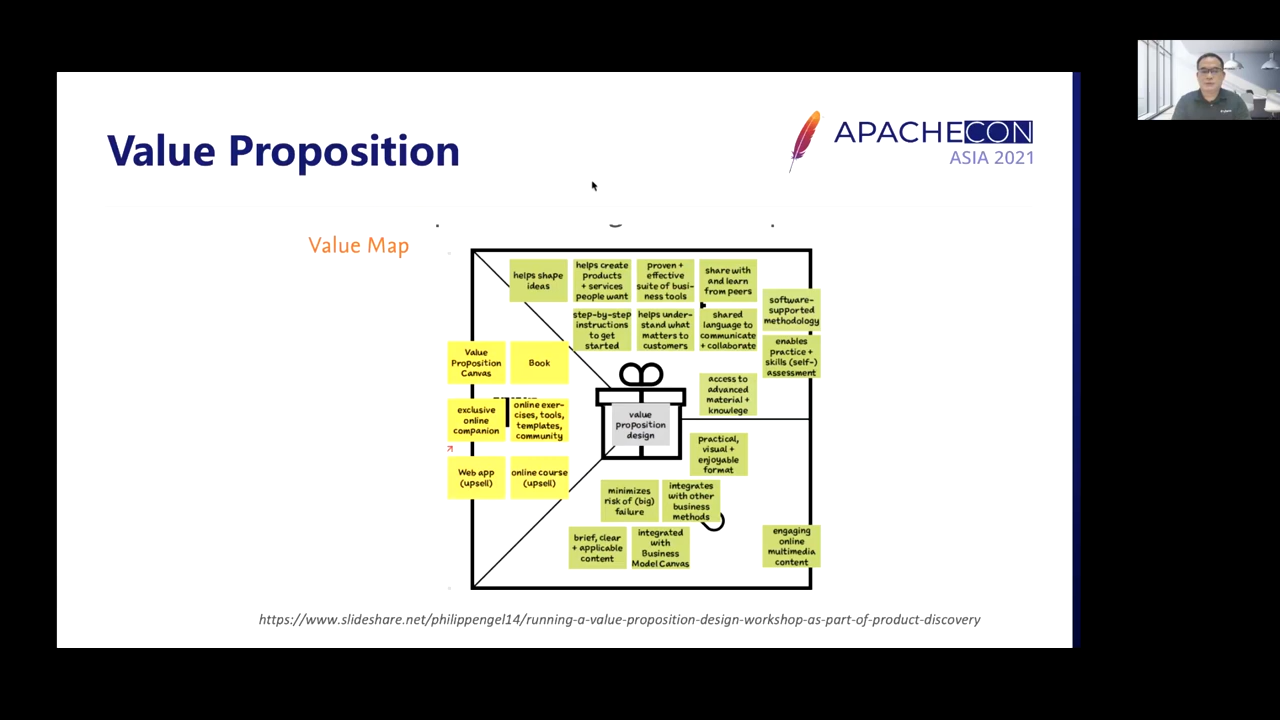 Value Proposition
APACHECON
ASIA 2021
Value Map
helps shape
ideas
helps create
products
+ services
people want
proven +
effective
suite of busi-
ness tools
share with
and learn
from peers
software-
supported
methodology
step-by-step
instructions
to get
started
helps under-
stand what
matters to
customers
shared
language to
communicate
+ collaborate
enables
practice +
skills (self-)
assessment
Value
Proposition
Canvas
Book
access to
advanced
material +
knowlege
exclusive
online
companion
online exer-
cises, tools,
templates,
community
value
proposition
design
practical,
visual +
enjoyable
format
Web app
(upsell)
online course
(upsell)
minimizes
risk of (big)
failure
integrates
with other
business
methods
brief, clear
+ applicable
content
integrated
with
Business
Model Canvas
engaging
online
multimedia
content
https://www.slideshare.net/philippengel14/running-a-value-proposition-design-workshop-as-part-of-product-discovery